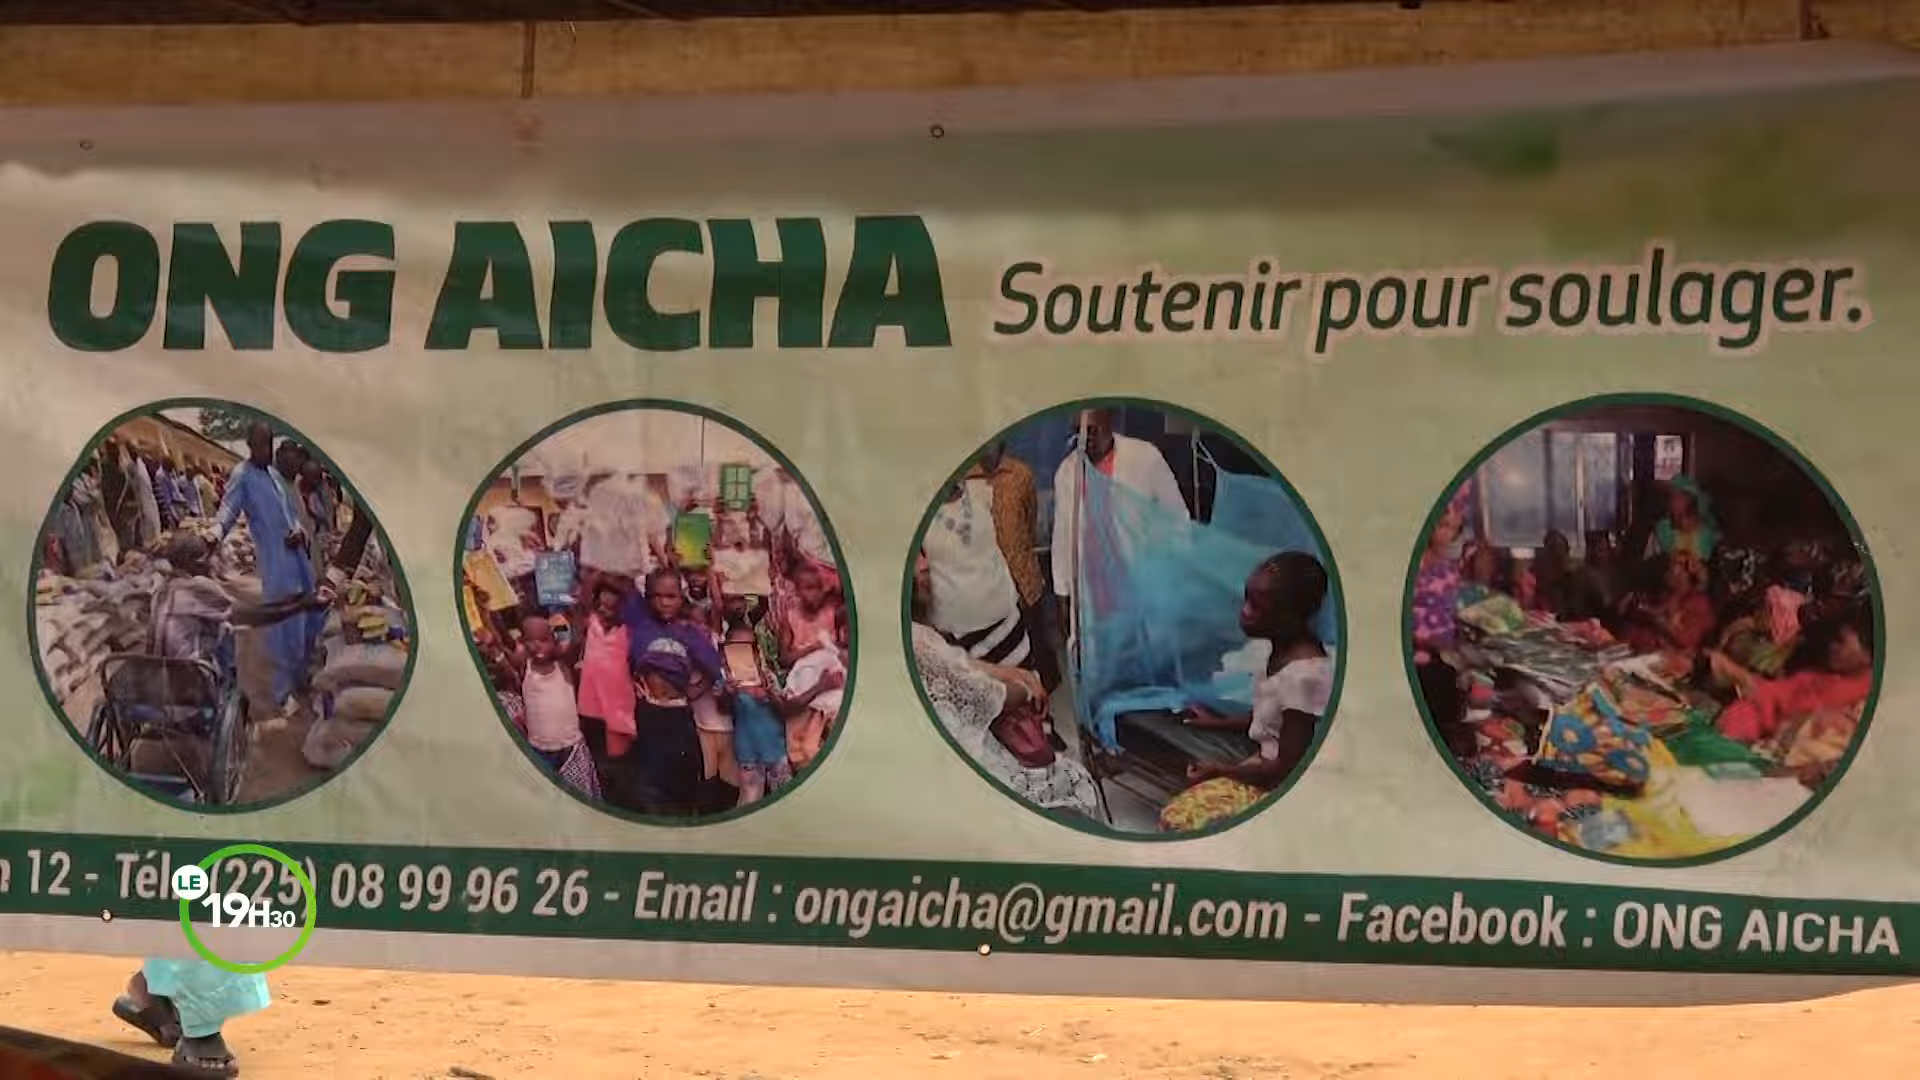 ONG AICHA Soutenir pour soulager.
12 - Tél. (225) 08 99 96 26 - Email : ongaicha@gmail.com - Facebook : ONG AICHA
LE
19H30